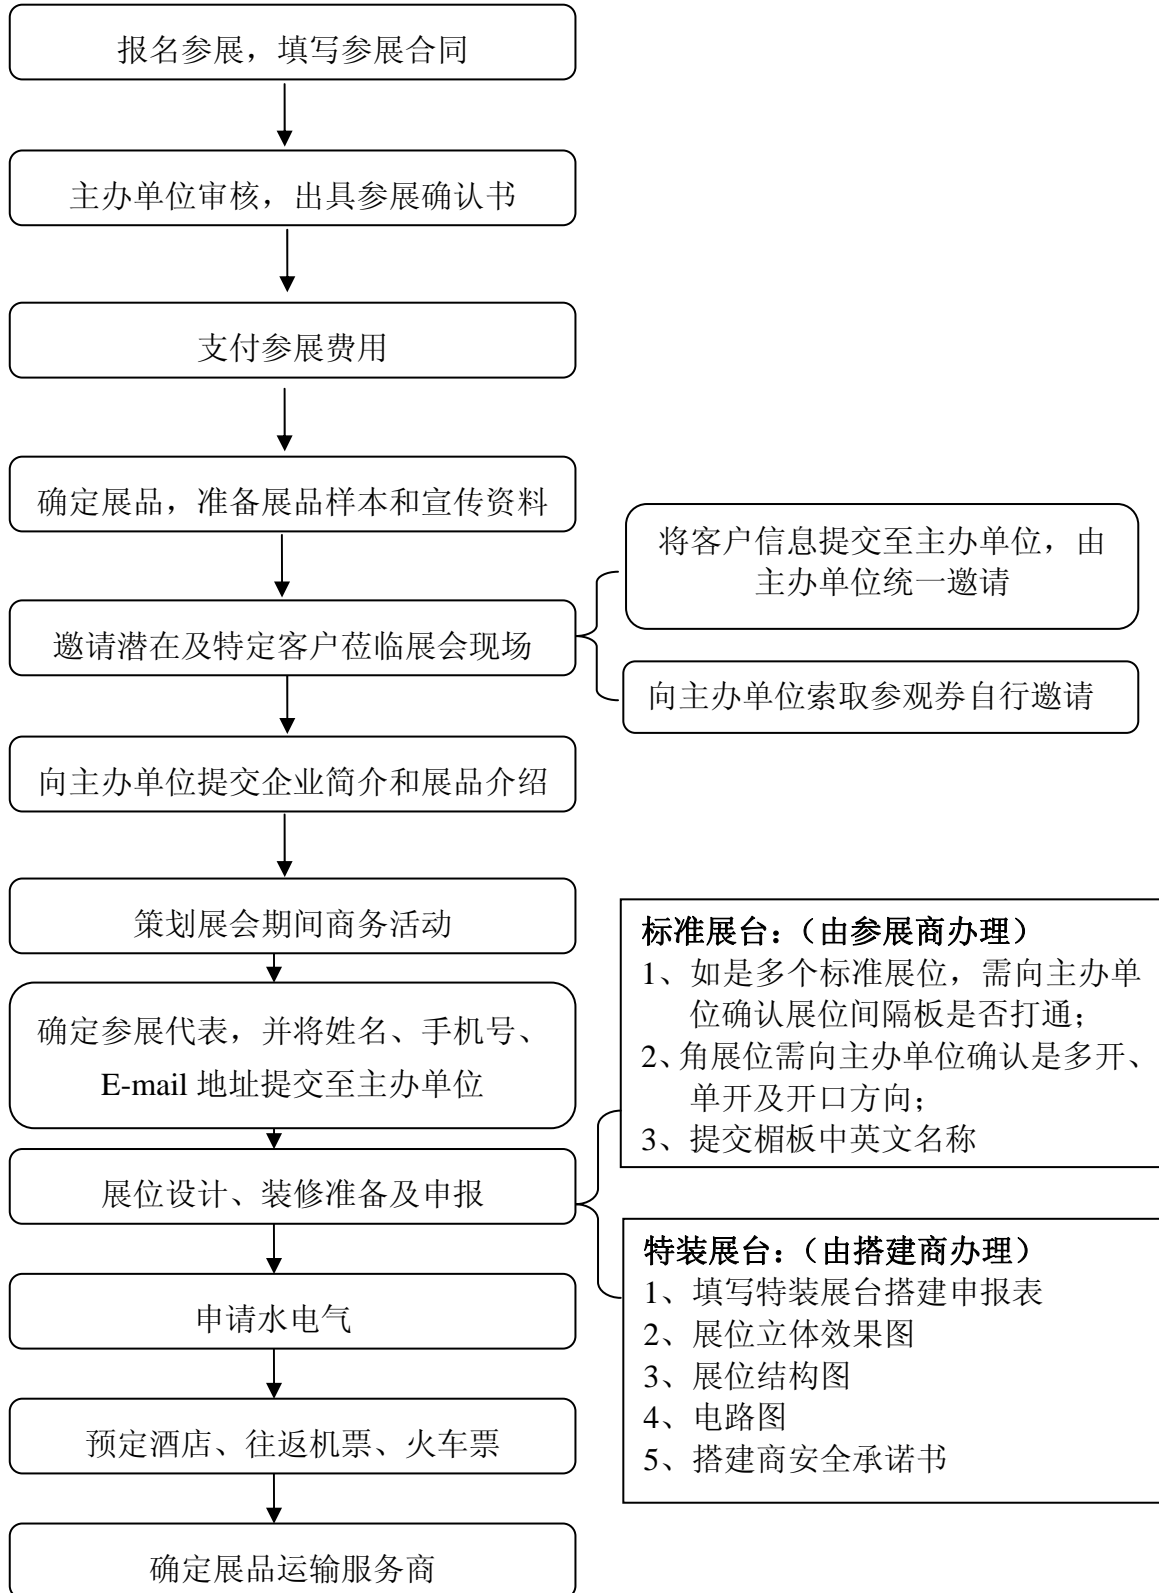 报名参展，填写参展合同
主办单位审核，出具参展确认书
支付参展费用
确定展品，准备展品样本和宣传资料
将客户信息提交至主办单位，由
主办单位统一邀请
邀请潜在及特定客户莅临展会现场
向主办单位索取参观券自行邀请
向主办单位提交企业简介和展品介绍
策划展会期间商务活动
确定参展代表，并将姓名、手机号、
E-mail 地址提交至主办单位
展位设计、装修准备及申报
标准展台：（由参展商办理）
1、如是多个标准展位，需向主办单
位确认展位间隔板是否打通；
2、角展位需向主办单位确认是多开、
单开及开口方向；
3、提交楣板中英文名称
特装展台：（由搭建商办理）
1、填写特装展台搭建申报表
2、展位立体效果图
3、展位结构图
4、电路图
5、搭建商安全承诺书
申请水电气
预定酒店、往返机票、火车票
确定展品运输服务商